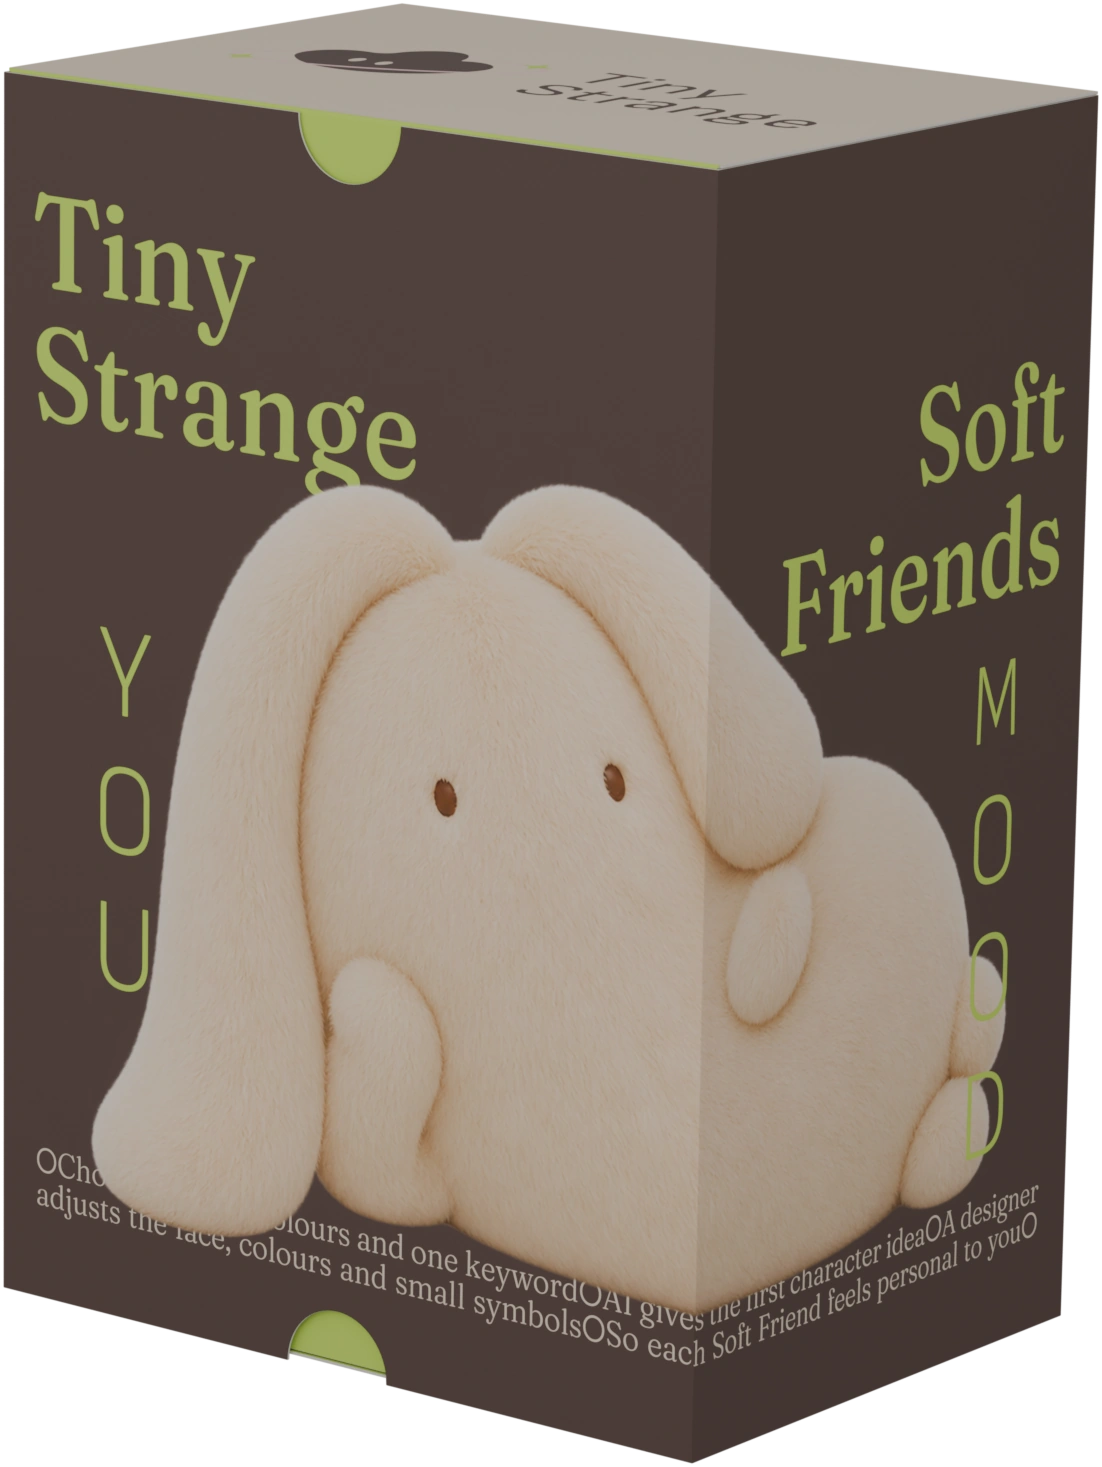 Tiny
Strange
Tiny
Strange
Soft
Friends
YOU
MOOD
OCho olours and one keywordOAI gives the first character ideaOA designer
adjusts the face, colours and small symbolsOSo each Soft Friend feels personal to youO